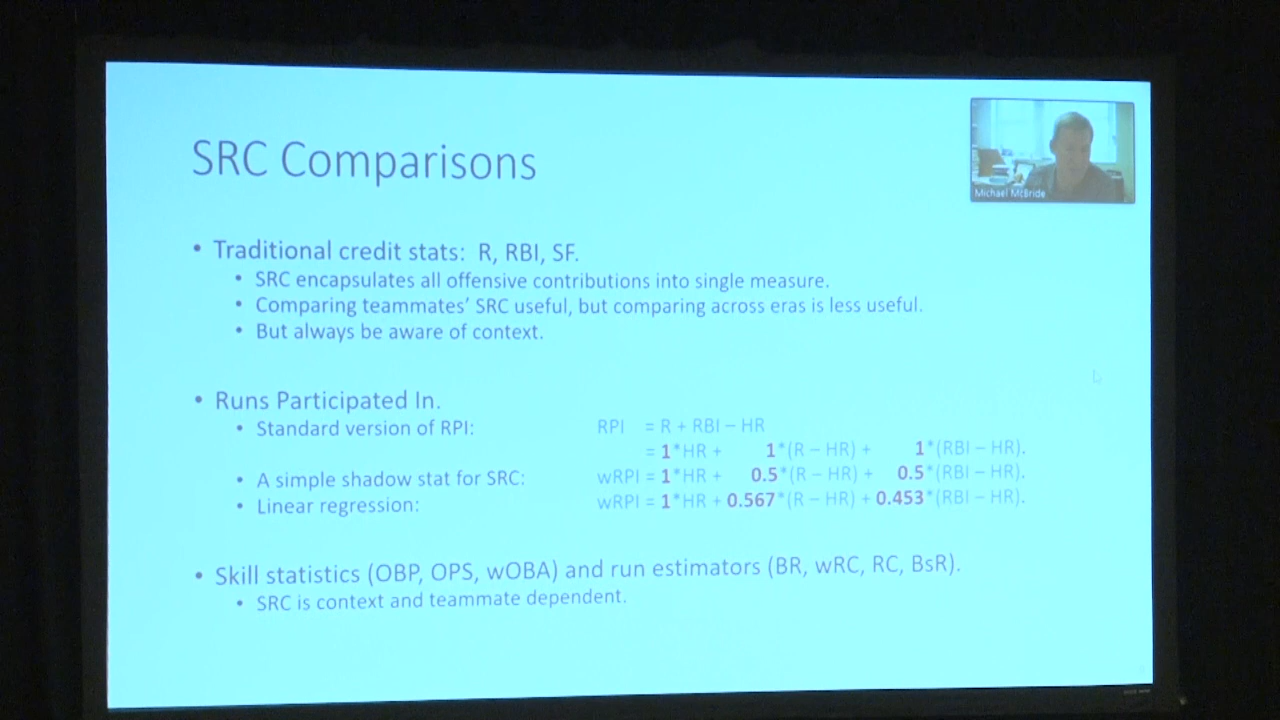 SRC Comparisons
Michael McBride
• Traditional credit stats: R, RBI, SF.
• SRC encapsulates all offensive contributions into single measure.
• Comparing teammates' SRC useful, but comparing across eras is less useful.
• But always be aware of context.
• Runs Participated In.
• Standard version of RPI: RPI = R + RBI – HR
= 1*HR + 1*(R – HR) + 1*(RBI – HR).
• A simple shadow stat for SRC: wRPI = 1*HR + 0.5*(R – HR) + 0.5*(RBI – HR).
• Linear regression: wRPI = 1*HR + 0.567*(R – HR) + 0.453*(RBI – HR).
• Skill statistics (OBP, OPS, wOBA) and run estimators (BR, wRC, RC, BsR).
• SRC is context and teammate dependent.